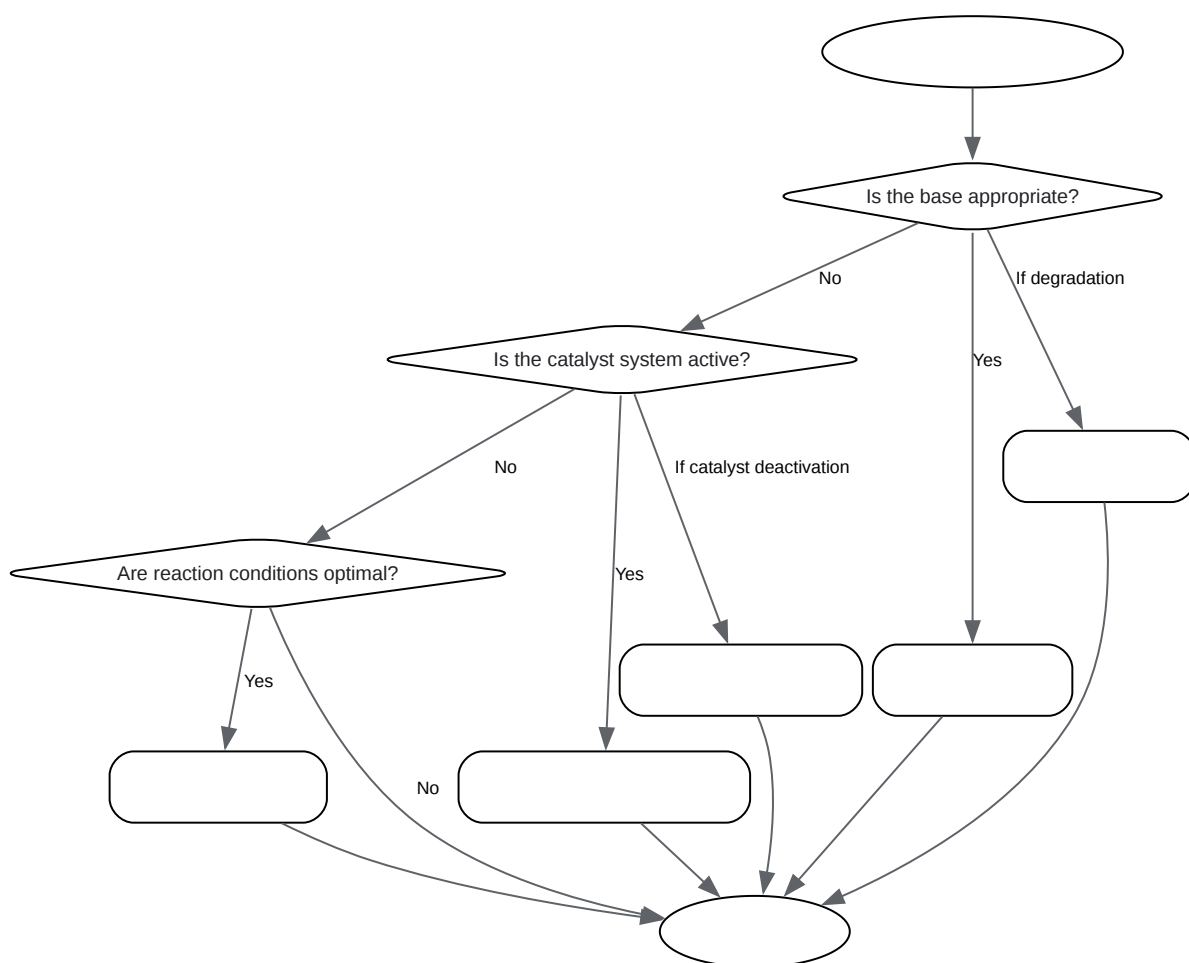 Is the base appropriate?
No
If degradation
Is the catalyst system active?
Yes
No
If catalyst deactivation
Are reaction conditions optimal?
Yes
Yes
No